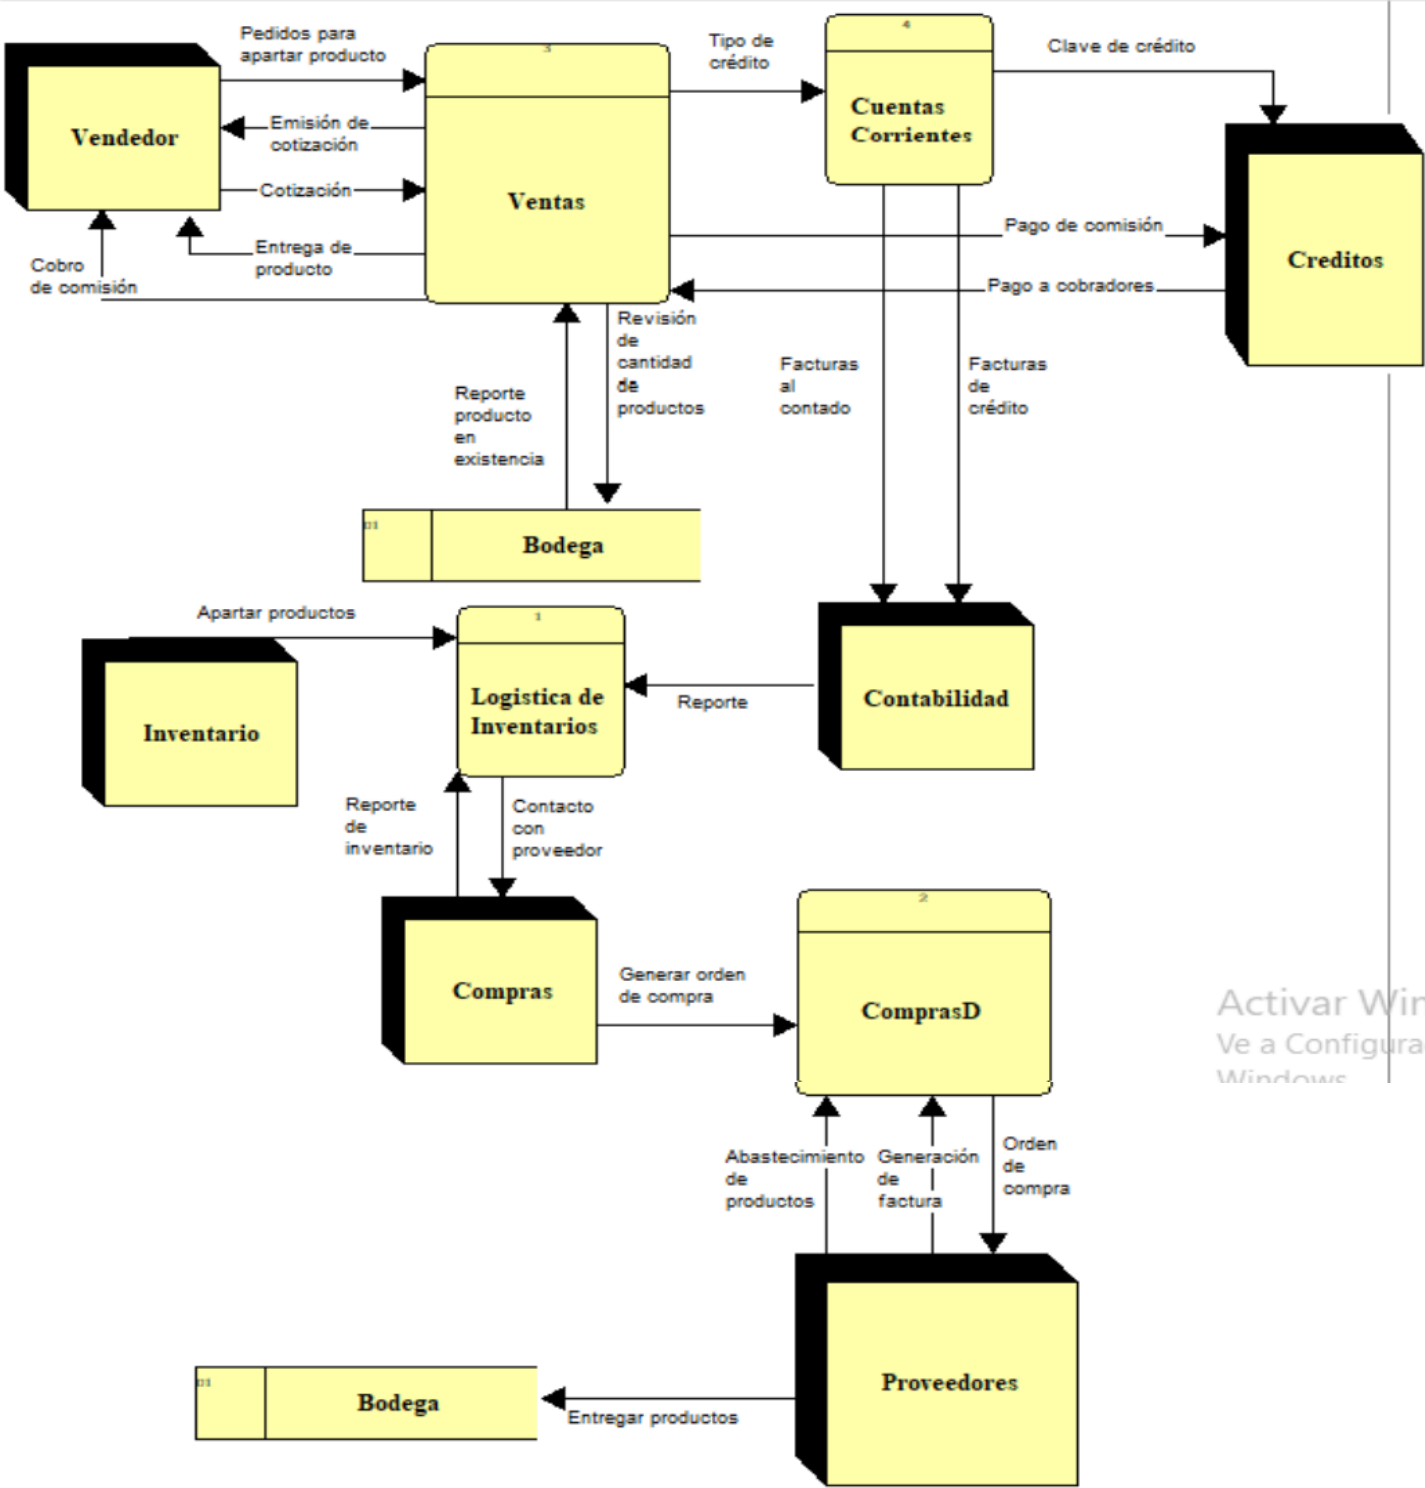 Pedidos para
apartar producto
Vendedor
Emisión de
cotización
Cotización
Entrega de
producto
Cobro
de comisión
3
Ventas
Tipo de
crédito
4
Cuentas
Corrientes
Clave de crédito
Pago de comisión
Pago a cobradores
Creditos
Revisión
de
cantidad
de
productos
Reporte
producto
en
existencia
Facturas
al
contado
Facturas
de
crédito
D1
Bodega
Apartar productos
Inventario
1
Logistica de
Inventarios
Reporte
Contabilidad
Reporte
de
inventario
Contacto
con
proveedor
Compras
Generar orden
de compra
2
ComprasD
Activar Win
Ve a Configura
Windows
Abastecimiento
de
productos
Generación
de
factura
Orden
de
compra
Proveedores
D1
Bodega
Entregar productos